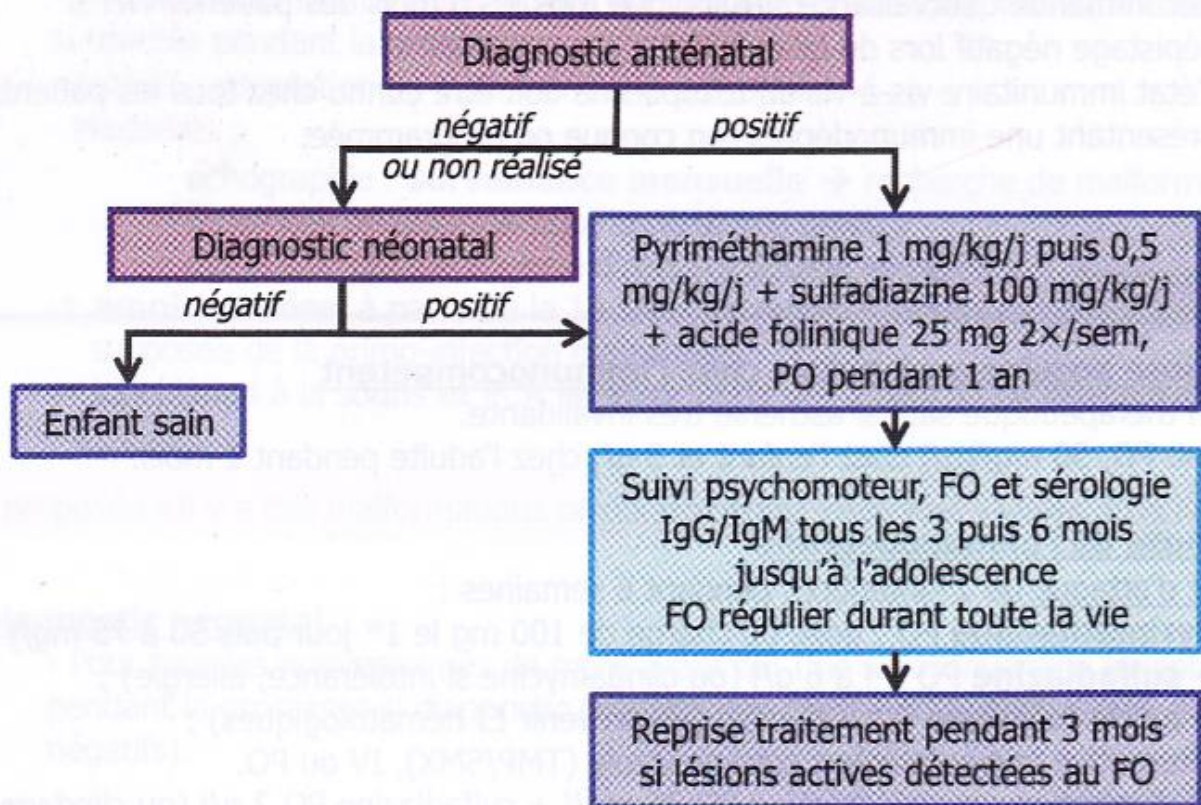 Diagnostic anténatal
négatif
ou non réalisé
positif
Diagnostic néonatal
négatif
positif
Enfant sain
Pyriméthamine 1 mg/kg/j puis 0,5
mg/kg/j + sulfadiazine 100 mg/kg/j
+ acide folinique 25 mg 2×/sem,
PO pendant 1 an
Suivi psychomoteur, FO et sérologie
IgG/IgM tous les 3 puis 6 mois
jusqu'à l'adolescence
FO régulier durant toute la vie
Reprise traitement pendant 3 mois
si lésions actives détectées au FO